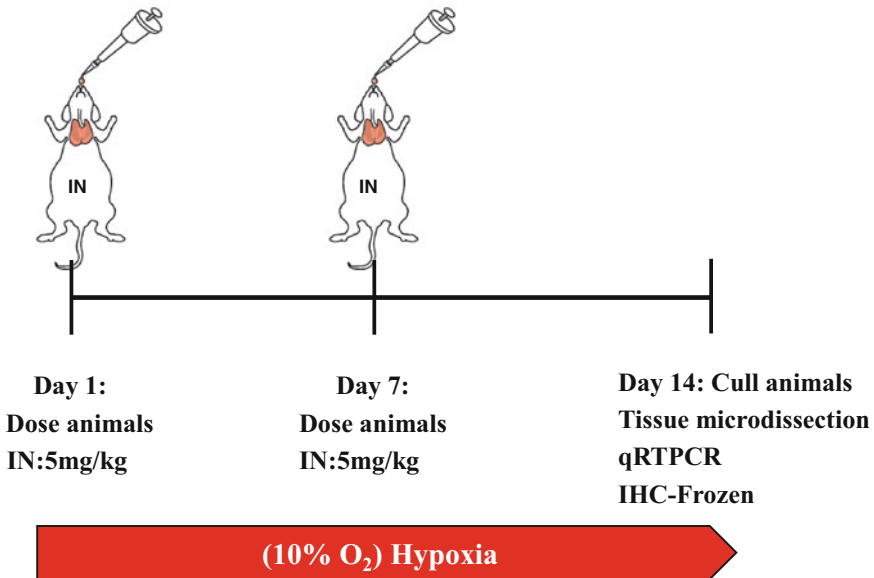 IN
IN
Day 1:
Dose animals
IN:5mg/kg
Day 7:
Dose animals
IN:5mg/kg
Day 14: Cull animals
Tissue microdissection
qRTPCR
IHC-Frozen
(10% O₂) Hypoxia